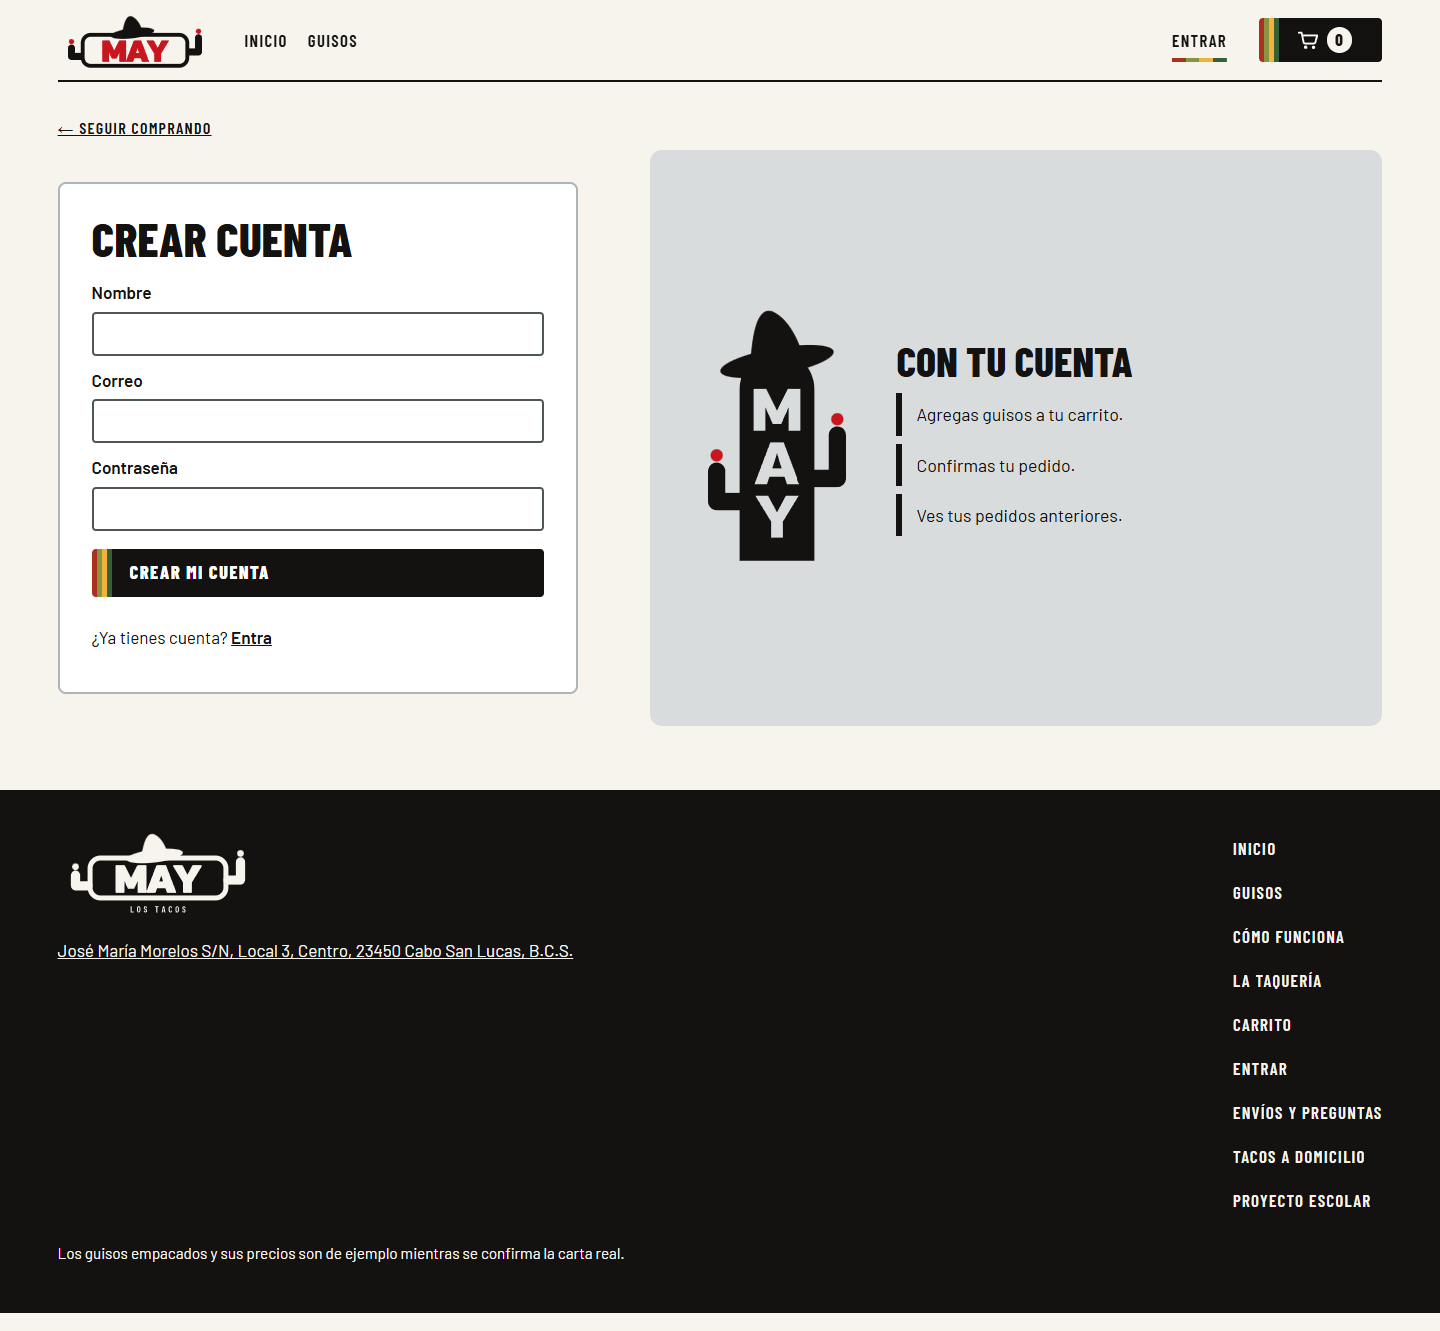 MAY
INICIO
GUISOS
ENTRAR
0
← SEGUIR COMPRANDO
CREAR CUENTA
Nombre
Correo
Contraseña
CREAR MI CUENTA
¿Ya tienes cuenta? Entra
MAY
CON TU CUENTA
Agregas guisos a tu carrito.
Confirmas tu pedido.
Ves tus pedidos anteriores.
MAY
LOS TACOS
José María Morelos S/N, Local 3, Centro, 23450 Cabo San Lucas, B.C.S.
INICIO
GUISOS
CÓMO FUNCIONA
LA TAQUERÍA
CARRITO
ENTRAR
ENVÍOS Y PREGUNTAS
TACOS A DOMICILIO
PROYECTO ESCOLAR
Los guisos empacados y sus precios son de ejemplo mientras se confirma la carta real.